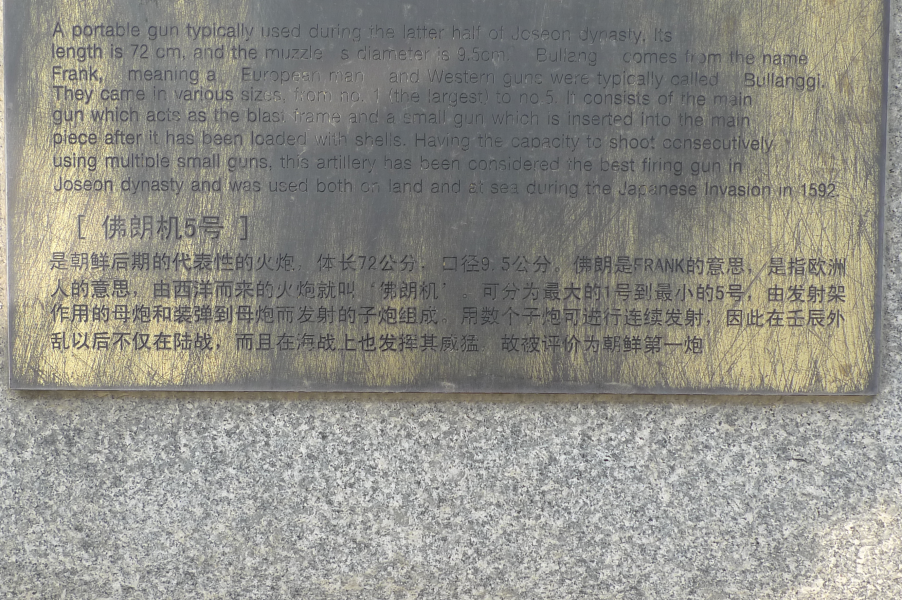 A portable gun typically used during the latter half of Joseon dynasty, Its
length is 72 cm, and the muzzle s diameter is 9.5cm Bullang comes from the name
Frank, meaning a European man and Western guns were typically called Bullanggi.
They came in various sizes, from no. 1 (the largest) to no 5. It consists of the main
gun which acts as the blast frame and a small gun which is inserted into the main
piece after it has been loaded with shells. Having the capacity to shoot consecutively
using multiple small guns, this artillery has been considered the best firing gun in
Joseon dynasty and was used both on land and at sea during the Japanese Invasion in 1592.
[ 佛朗机5号 ]
是朝鲜后期的代表性的火炮. 体长72公分, 口径9.5公分。佛朗是FRANK的意思, 是指欧洲
人的意思, 由西洋而来的火炮就叫 ‘佛朗机’。可分为最大的1号到最小的5号, 由发射架
作用的母炮和装弹到母炮而发射的子炮组成。用数个子炮可进行连续发射, 因此在壬辰外
乱以后不仅在陆战, 而且在海战上也发挥其威猛 故被评价为朝鲜第一炮